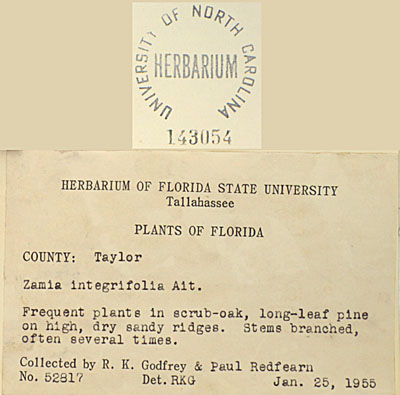 UNIVERSITY OF NORTH CAROLINA
HERBARIUM
143054
HERBARIUM OF FLORIDA STATE UNIVERSITY
Tallahassee
PLANTS OF FLORIDA
COUNTY: Taylor
Zamia integrifolia Ait.
Frequent plants in scrub-oak, long-leaf pine
on high, dry sandy ridges. Stems branched,
often several times.
Collected by R. K. Godfrey & Paul Redfearn
No. 52817 Det. RKG Jan. 25, 1955